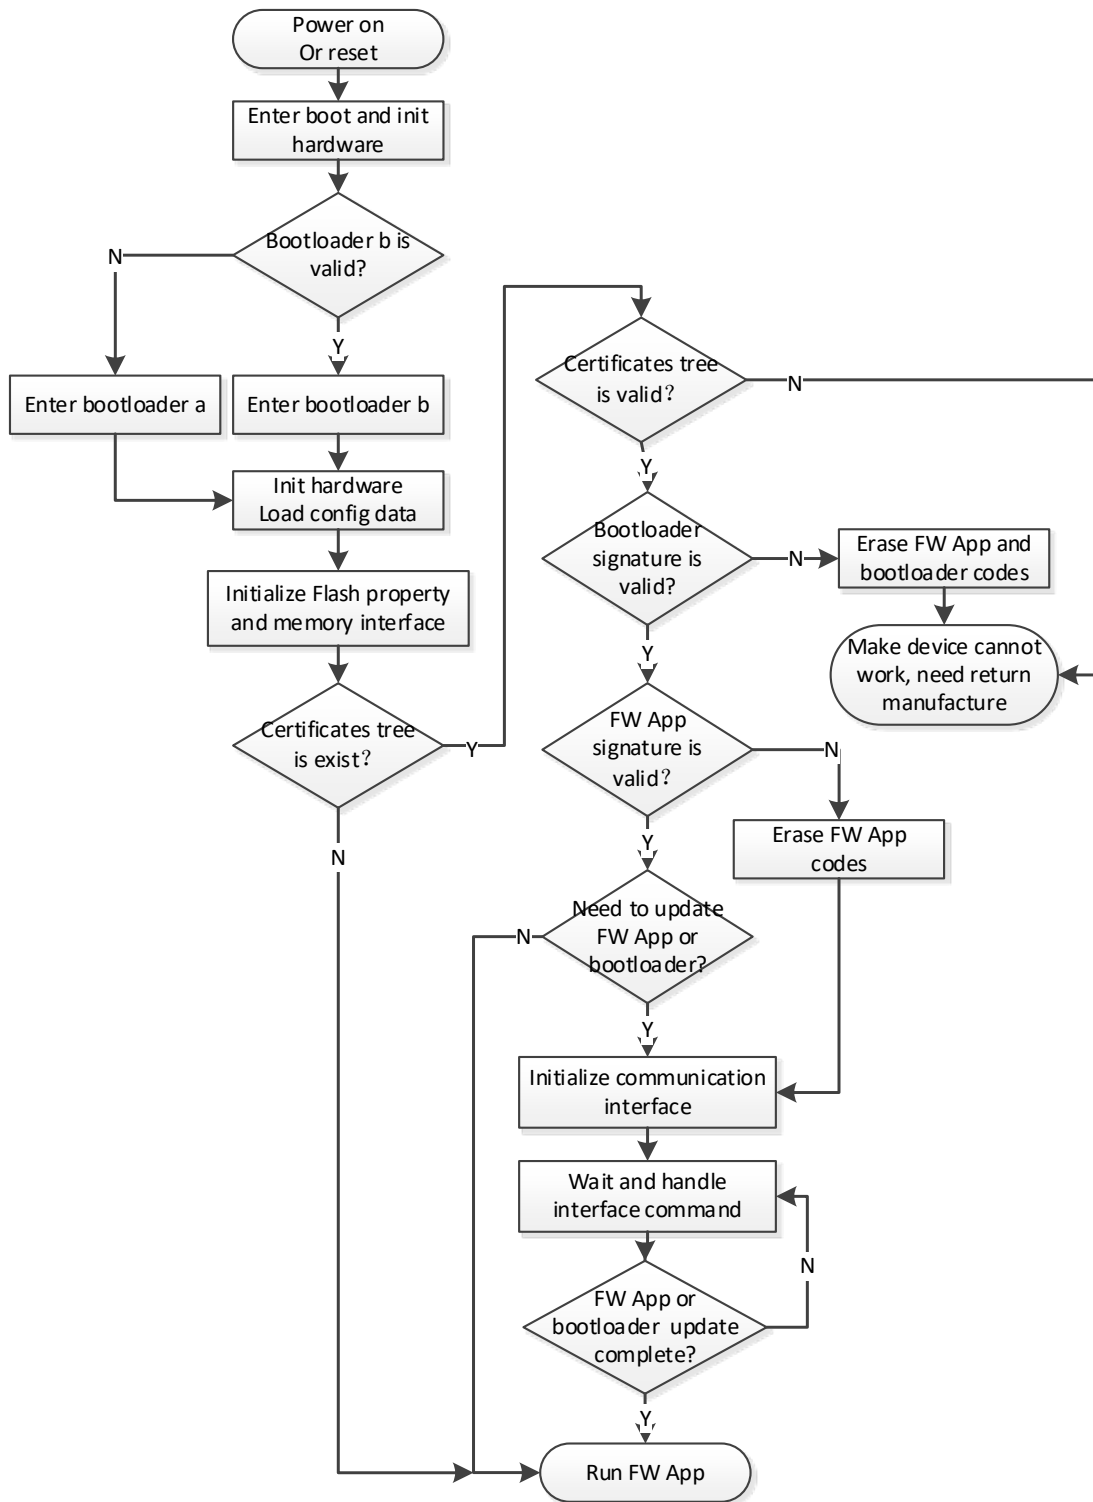 Power on
Or reset
Enter boot and init
hardware
Bootloader b is
valid?
N
Y
Enter bootloader a
Enter bootloader b
Init hardware
Load config data
Initialize Flash property
and memory interface
Certificates tree
is exist?
Y
N
Certificates tree
is valid?
N
Y
Bootloader
signature is
valid?
N
Erase FW App and
bootloader codes
Make device cannot
work, need return
manufacture
Y
FW App
signature is
valid?
N
Erase FW App
codes
Y
Need to update
FW App or
bootloader?
N
Y
Initialize communication
interface
Wait and handle
interface command
N
FW App or
bootloader  update
complete?
Y
Run FW App